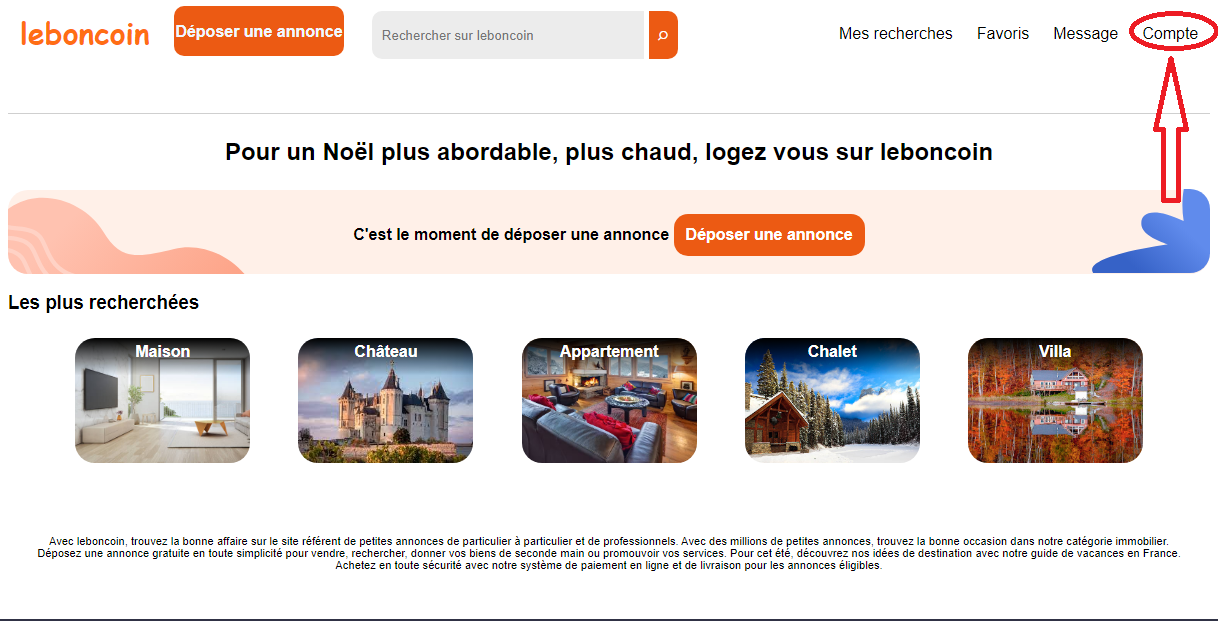 leboncoin
Déposer une annonce
Rechercher sur leboncoin
Mes recherches
Favoris
Message
Compte
Pour un Noël plus abordable, plus chaud, logez vous sur leboncoin
C'est le moment de déposer une annonce
Déposer une annonce
Les plus recherchées
Maison
Château
Appartement
Chalet
Villa
Avec leboncoin, trouvez la bonne affaire sur le site référent de petites annonces de particulier à particulier et de professionnels. Avec des millions de petites annonces, trouvez la bonne occasion dans notre catégorie immobilier.
Déposez une annonce gratuite en toute simplicité pour vendre, rechercher, donner vos biens de seconde main ou promouvoir vos services. Pour cet été, découvrez nos idées de destination avec notre guide de vacances en France.
Achetez en toute sécurité avec notre système de paiement en ligne et de livraison pour les annonces éligibles.